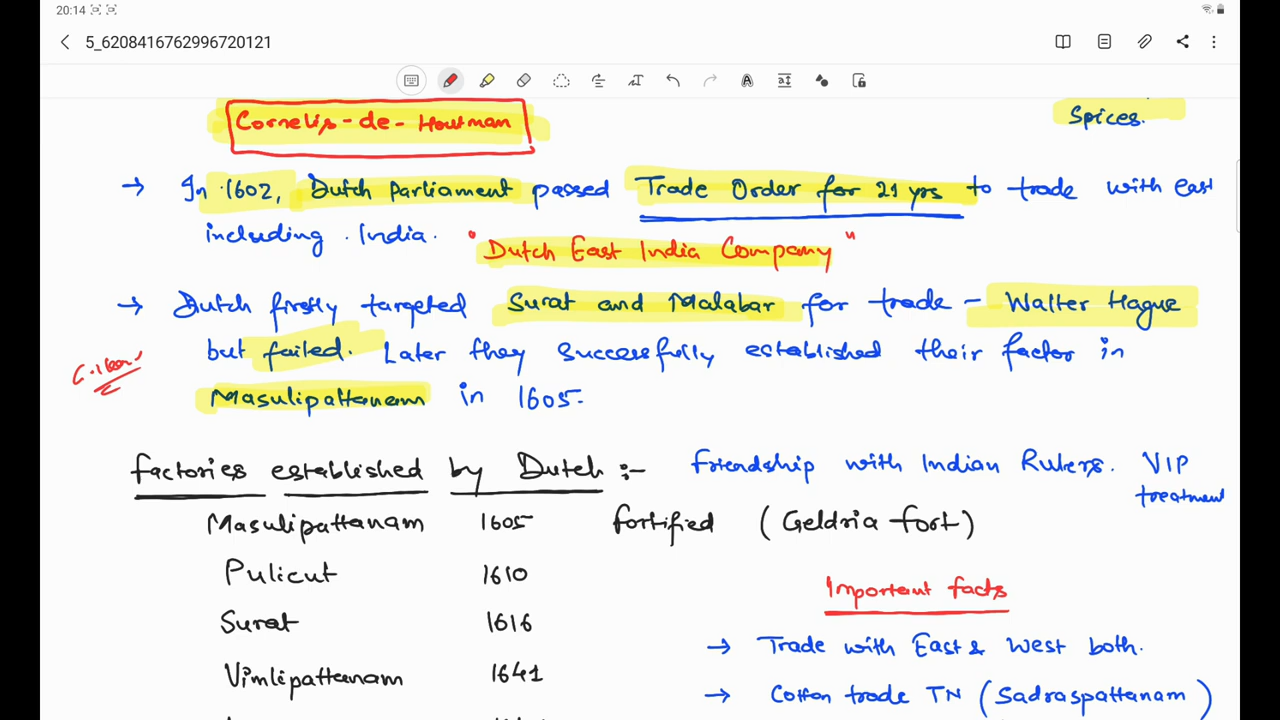 20:14
5_6208416762996720121
Cornelis-de-Houtman
Spices.
→ In 1602, Dutch Parliament passed Trade Order for 21 yrs to trade with east
including India. "Dutch East India Company"
→ Dutch firstly targeted Surat and Malabar for trade - Walter Hague
but failed. Later they successfully established their factor in
Masulipattanam in 1605.
factories established by Dutch :-
friendship with Indian Rulers. VIP
treatment
Masulipattanam 1605 fortified (Geldria fort)
Pulicut 1610
Important facts
Surat 1616
→ Trade with East & West both.
Vimlipattanam 1641
→ Cotton trade TN (Sadraspattanam)